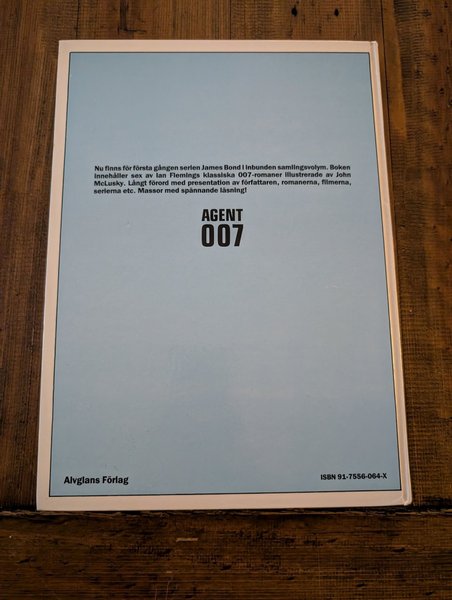 Nu finns för första gången serien James Bond i inbunden samlingsvolym. Boken
innehåller sex av Ian Flemings klassiska 007-romaner illustrerade av John
McLusky. Långt förord med presentation av författaren, romanerna, filmerna,
serierna etc. Massor med spännande läsning!
AGENT
007
Alvglans Förlag
ISBN 91-7556-064-X